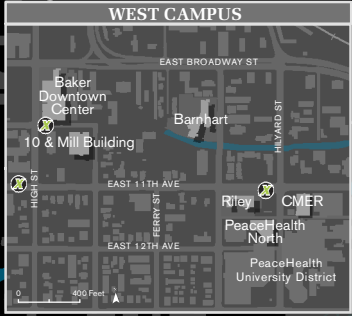 WEST CAMPUS
EAST BROADWAY ST
Baker
Downtown
Center
Barnhart
10 & Mill Building
HILYARD ST
HIGH ST
EAST 11TH AVE
FERRY ST
Riley
CMER
PeaceHealth
North
EAST 12TH AVE
PeaceHealth
University District
0
400 Feet